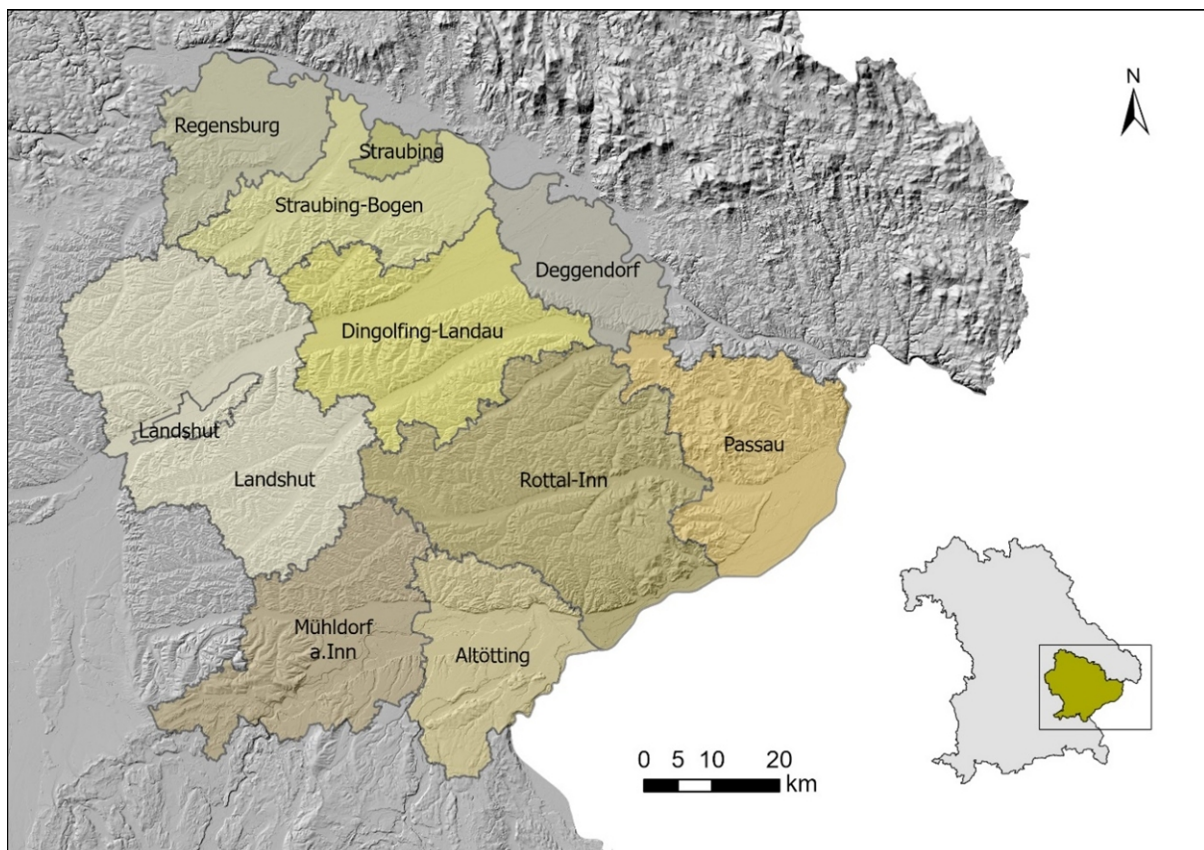 N
Regensburg
Straubing
Straubing-Bogen
Deggendorf
Dingolfing-Landau
Landshut
Passau
Landshut
Rottal-Inn
Mühldorf
a.Inn
Altötting
0 5 10 20
km